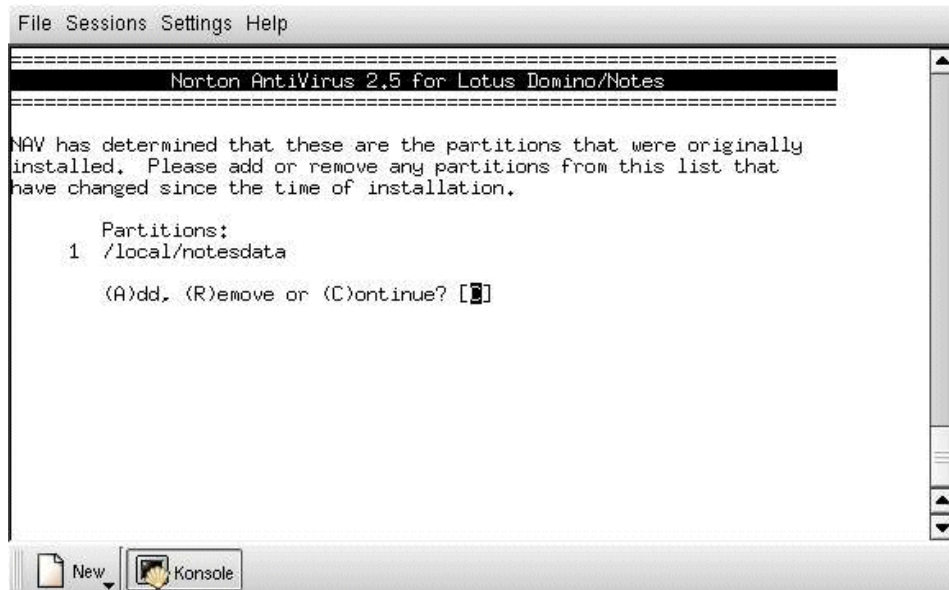 File Sessions Settings Help
======================================================================
Norton AntiVirus 2.5 for Lotus Domino/Notes
======================================================================
NAV has determined that these are the partitions that were originally
installed. Please add or remove any partitions from this list that
have changed since the time of installation.
Partitions:
1 /local/notesdata
(A)dd, (R)emove or (C)ontinue? [C]
New
Konsole